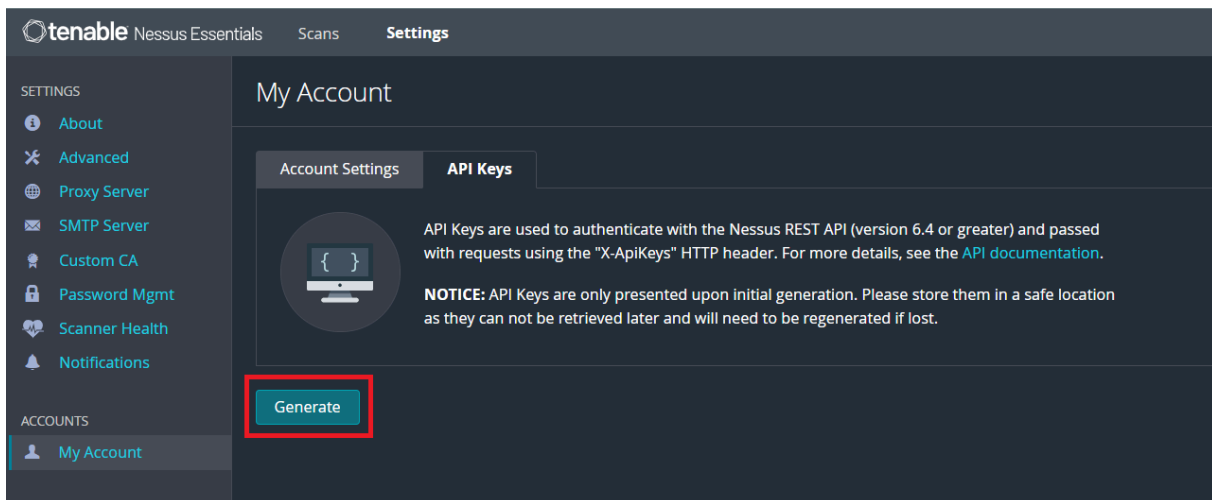 tenable Nessus Essentials Scans Settings
SETTINGS
About
Advanced
Proxy Server
SMTP Server
Custom CA
Password Mgmt
Scanner Health
Notifications
ACCOUNTS
My Account
My Account
Account Settings API Keys
{ }
API Keys are used to authenticate with the Nessus REST API (version 6.4 or greater) and passed
with requests using the "X-ApiKeys" HTTP header. For more details, see the API documentation.
NOTICE: API Keys are only presented upon initial generation. Please store them in a safe location
as they can not be retrieved later and will need to be regenerated if lost.
Generate